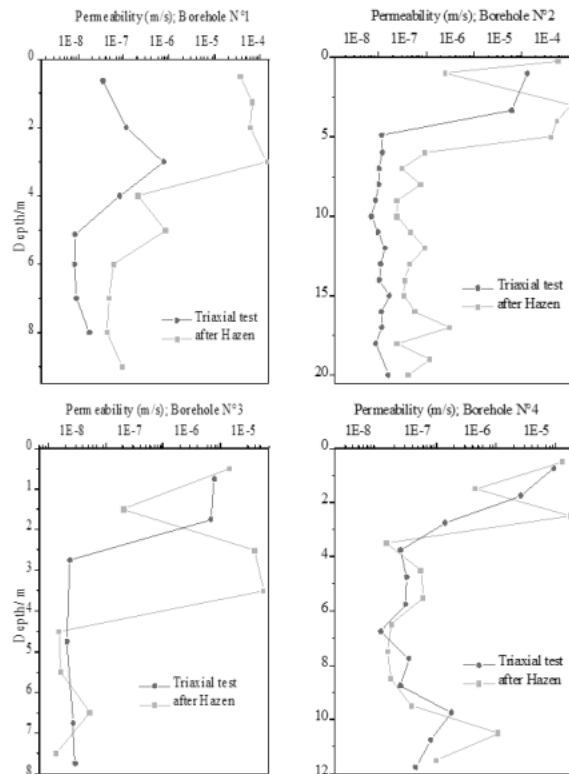 Permeability (m/s); Borehole N°1
1E-8 1E-7 1E-6 1E-5 1E-4
0
2
4
6
8
Depth/m
Triaxial test
after Hazen
Permeability (m/s); Borehole N°2
1E-8 1E-7 1E-6 1E-5 1E-4
0
5
10
15
20
Triaxial test
after Hazen
Permeability (m/s); Borehole N°3
1E-8 1E-7 1E-6 1E-5
0
1
2
3
4
5
6
7
8
Depth/m
Triaxial test
after Hazen
Permeability (m/s); Borehole N°4
1E-8 1E-7 1E-6 1E-5
0
2
4
6
8
10
12
Triaxial test
after Hazen